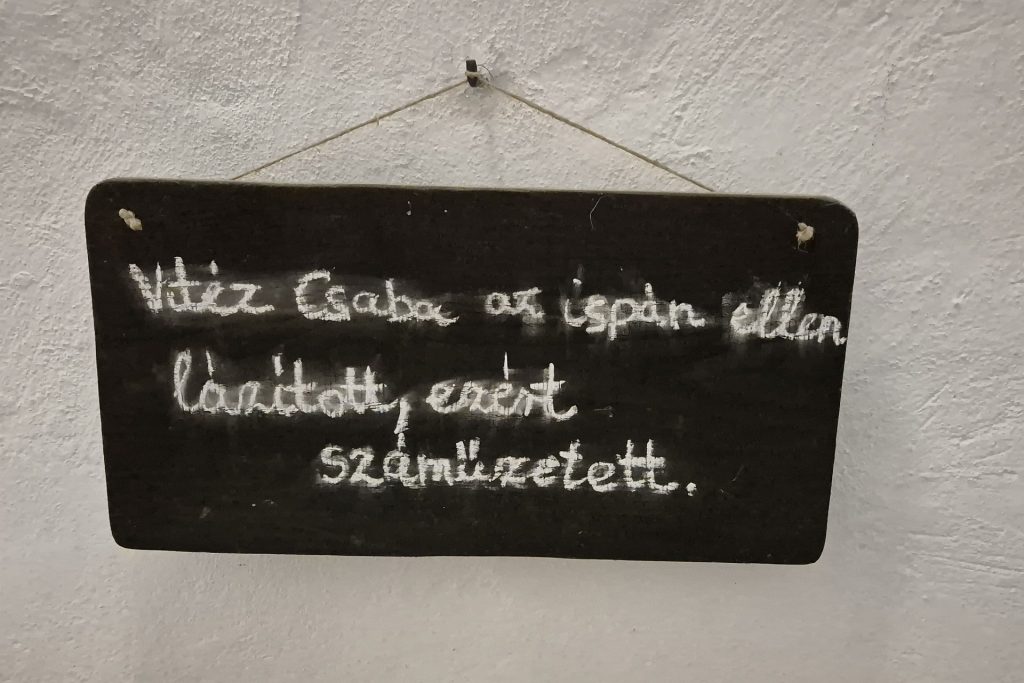 Vitéz Csaba az ispán ellen
lázított, ezért
száműzetett.